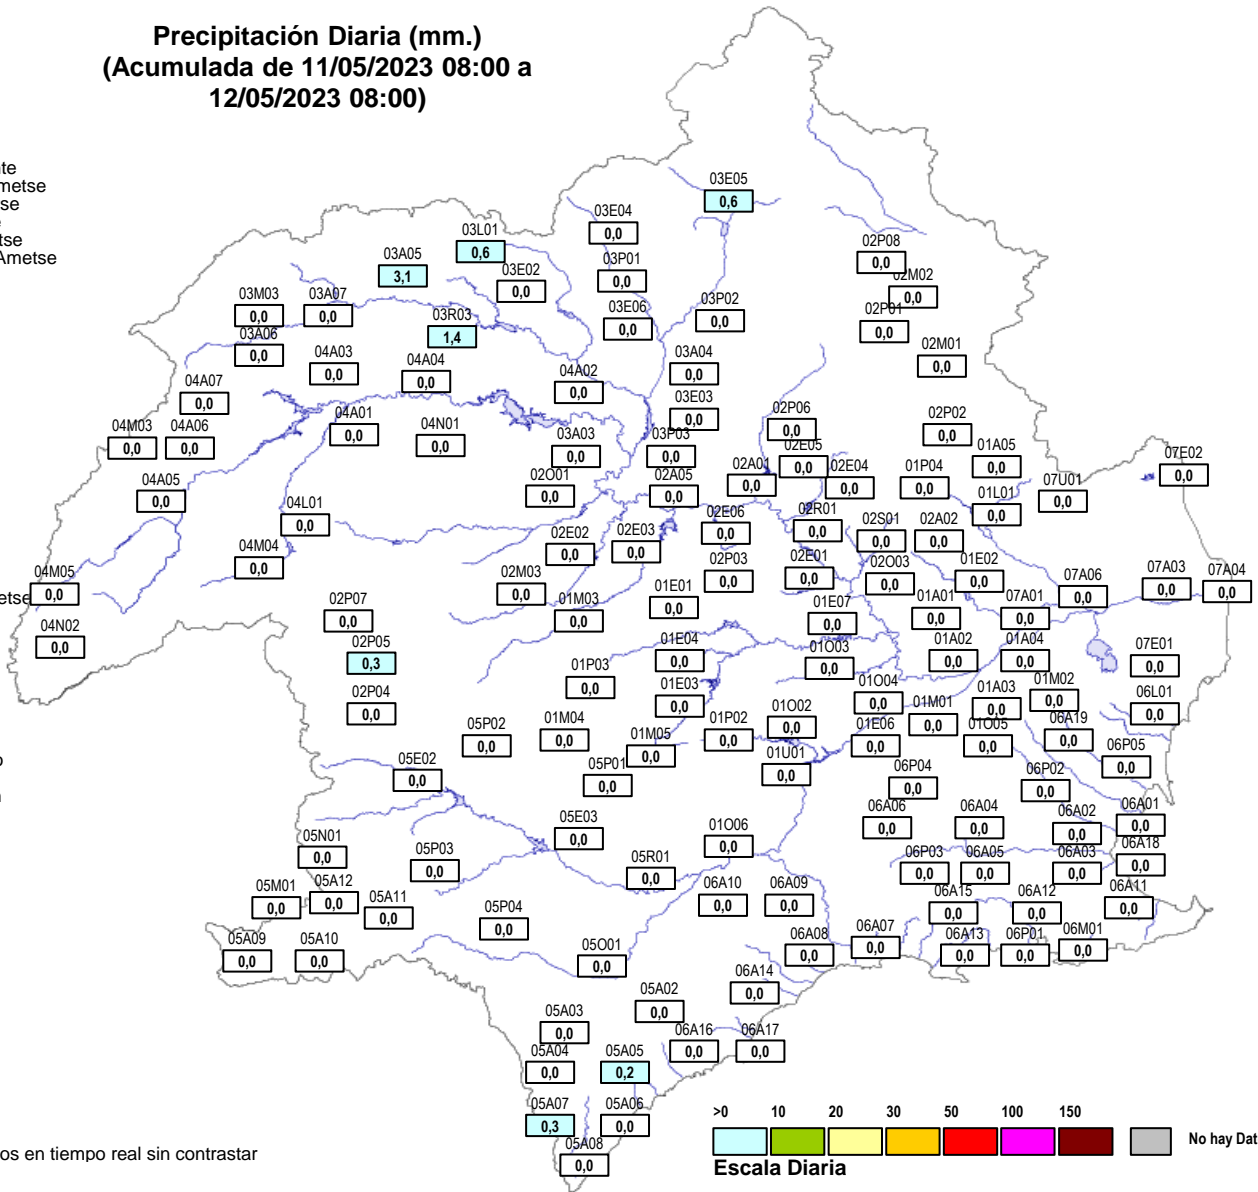 Precipitación Diaria (mm.)
(Acumulada de 11/05/2023 08:00 a
12/05/2023 08:00)
03E05
0,6
03E04
0,0
03L01
0,6
02P08
0,0
03A05
3,1
03P01
0,0
03E02
0,0
02M02
0,0
03M03
0,0
03A07
0,0
03P02
0,0
03E06
0,0
02P01
0,0
03R03
1,4
03A06
0,0
04A03
0,0
02M01
0,0
04A04
0,0
03A04
0,0
04A02
0,0
04A07
0,0
03E03
0,0
04A01
0,0
02P06
0,0
02P02
0,0
04M03
0,0
04A06
0,0
04N01
0,0
03A03
0,0
03P03
0,0
02E05
0,0
01A05
0,0
07E02
0,0
02A01
0,0
02E04
0,0
01P04
0,0
02O01
0,0
02A05
0,0
07U01
0,0
04A05
0,0
01L01
0,0
04L01
0,0
02R01
0,0
02E06
0,0
02S01
0,0
02A02
0,0
02E02
0,0
02E03
0,0
04M04
0,0
02P03
0,0
02E01
0,0
02O03
0,0
01E02
0,0
04M05
0,0
02M03
0,0
07A06
0,0
07A03
0,0
07A04
0,0
01E01
0,0
02P07
0,0
01M03
0,0
01E07
0,0
01A01
0,0
07A01
0,0
04N02
0,0
02P05
0,3
01E04
0,0
01O03
0,0
01A02
0,0
01A04
0,0
07E01
0,0
01P03
0,0
01E03
0,0
01O04
0,0
01A03
0,0
01M02
0,0
06L01
0,0
02P04
0,0
01O02
0,0
01M01
0,0
05P02
0,0
01M04
0,0
01P02
0,0
01E06
0,0
01O05
0,0
06A19
0,0
01M05
0,0
06P05
0,0
01U01
0,0
05E02
0,0
05P01
0,0
06P04
0,0
06P02
0,0
06A06
0,0
06A04
0,0
06A02
0,0
06A01
0,0
05E03
0,0
01O06
0,0
05N01
0,0
05P03
0,0
05R01
0,0
06P03
0,0
06A05
0,0
06A03
0,0
06A18
0,0
05M01
0,0
05A12
0,0
05A11
0,0
06A10
0,0
06A09
0,0
06A15
0,0
06A12
0,0
06A11
0,0
05P04
0,0
05A09
0,0
05A10
0,0
05O01
0,0
06A08
0,0
06A07
0,0
06A13
0,0
06P01
0,0
06M01
0,0
06A14
0,0
05A02
0,0
05A03
0,0
06A16
0,0
06A17
0,0
05A04
0,0
05A05
0,2
05A07
0,3
05A06
0,0
05A08
0,0
>0 10 20 30 50 100 150
No hay Dat
Escala Diaria
os en tiempo real sin contrastar